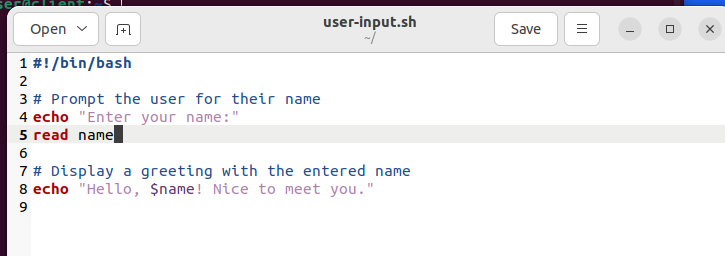 ser@client:~$
Open
user-input.sh
~/
Save
1 #!/bin/bash
2
3 # Prompt the user for their name
4 echo "Enter your name:"
5 read name
6
7 # Display a greeting with the entered name
8 echo "Hello, $name! Nice to meet you."
9